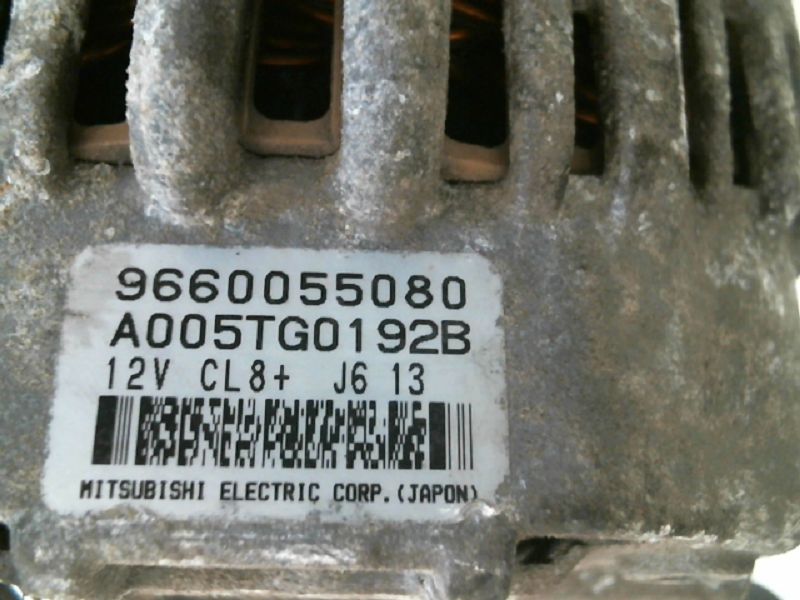 9660055080
A005TG0192B
12V CL8+ J6 13
MITSUBISHI ELECTRIC CORP.(JAPON)